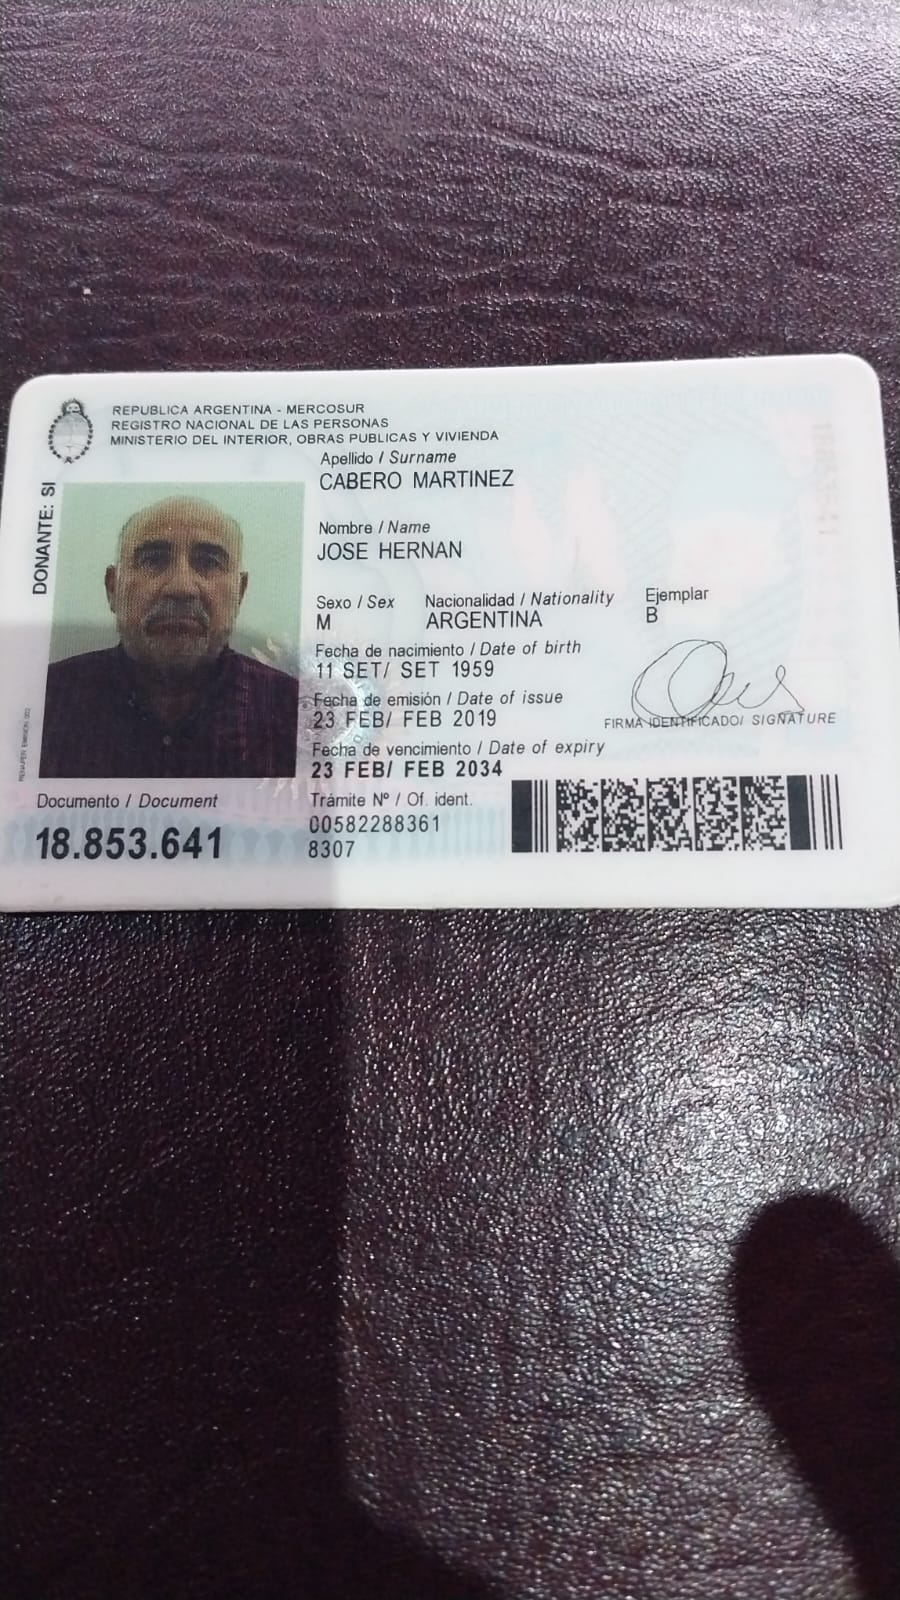 REPUBLICA ARGENTINA - MERCOSUR
REGISTRO NACIONAL DE LAS PERSONAS
MINISTERIO DEL INTERIOR, OBRAS PUBLICAS Y VIVIENDA
Apellido / Surname
CABERO MARTINEZ
Nombre / Name
JOSE HERNAN
Sexo / Sex Nacionalidad / Nationality Ejemplar
M ARGENTINA B
Fecha de nacimiento / Date of birth
11 SET/ SET 1959
Fecha de emisión / Date of issue
23 FEB/ FEB 2019
FIRMA IDENTIFICADO/ SIGNATURE
Fecha de vencimiento / Date of expiry
23 FEB/ FEB 2034
Documento / Document
18.853.641
Trámite Nº / Of. ident.
00582288361
8307
DONANTE: SI